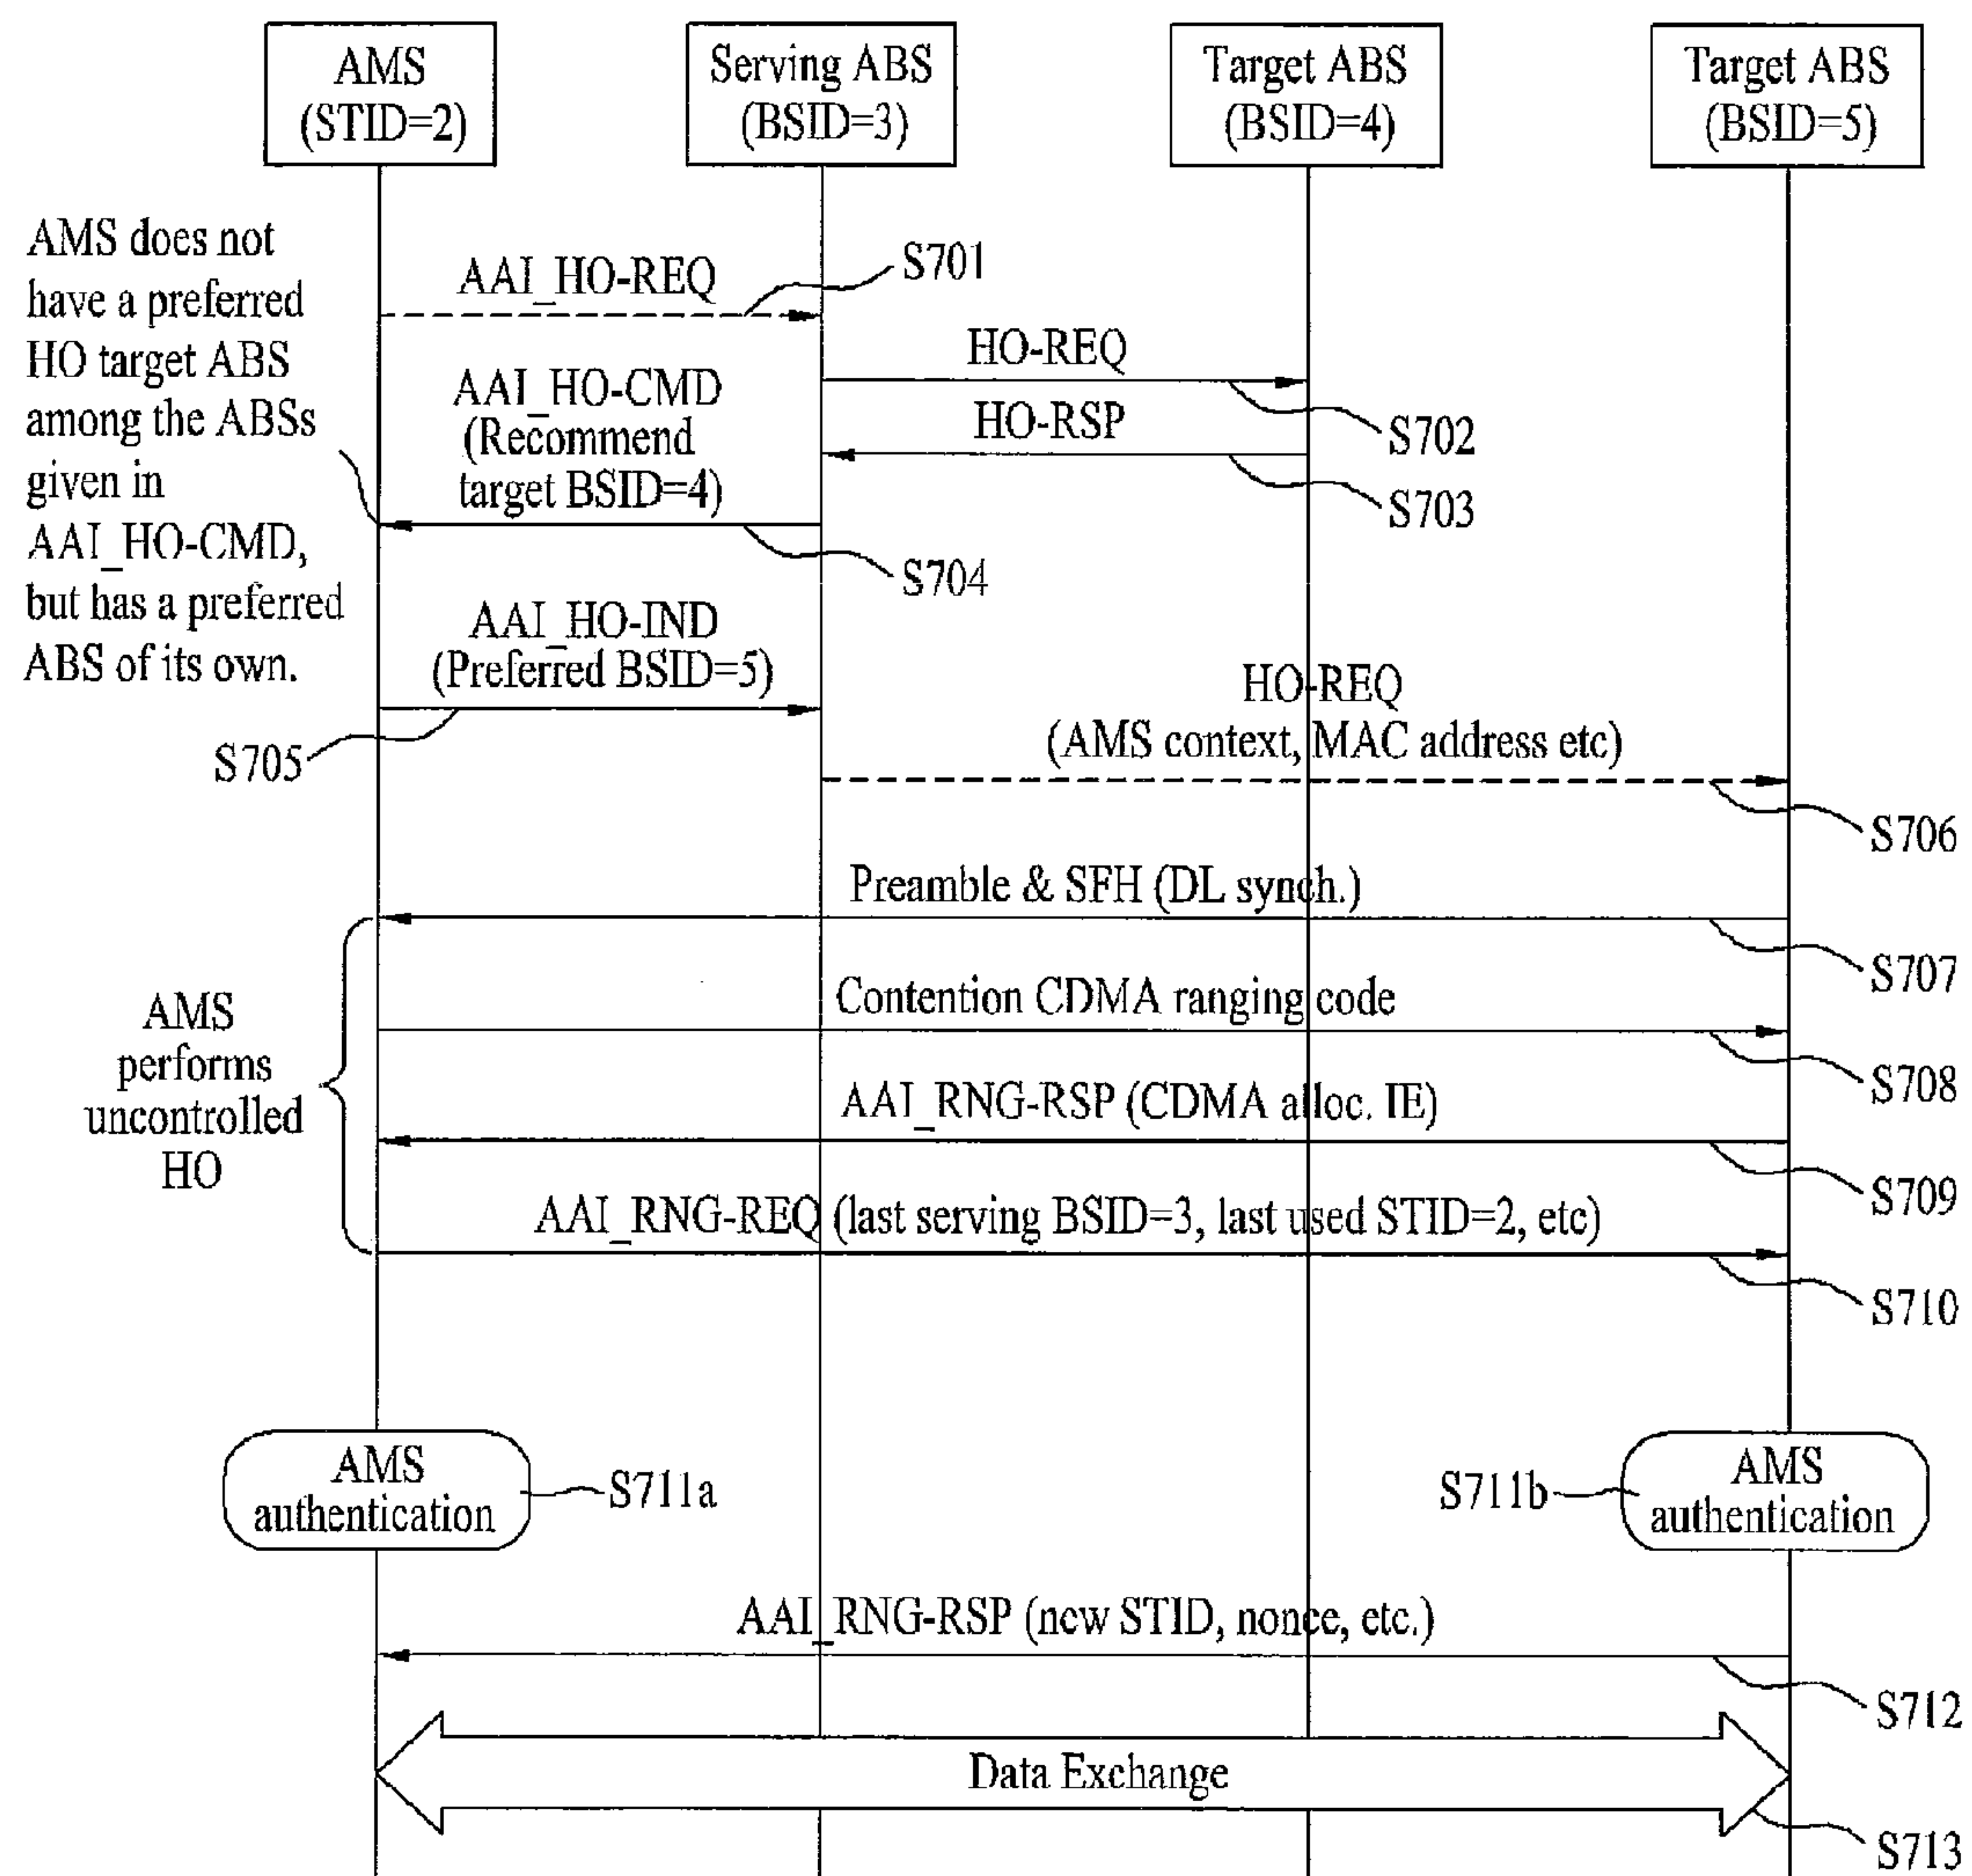 AMS
(STID=2)
Serving ABS
(BSID=3)
Target ABS
(BSID=4)
Target ABS
(BSID=5)
AMS does not
have a preferred
HO target ABS
among the ABSs
given in
AAI_HO-CMD,
but has a preferred
ABS of its own.
AAI_HO-REQ
S701
HO-REQ
S702
HO-RSP
S703
AAI_HO-CMD
(Recommend
target BSID=4)
S704
AAI_HO-IND
(Preferred BSID=5)
S705
HO-REQ
(AMS context, MAC address etc)
S706
Preamble & SFH (DL synch.)
S707
AMS
performs
uncontrolled
HO
Contention CDMA ranging code
S708
AAI_RNG-RSP (CDMA alloc. IE)
S709
AAI_RNG-REQ (last serving BSID=3, last used STID=2, etc)
S710
AMS
authentication
S711a
S711b
AMS
authentication
AAI_RNG-RSP (new STID, nonce, etc.)
S712
Data Exchange
S713